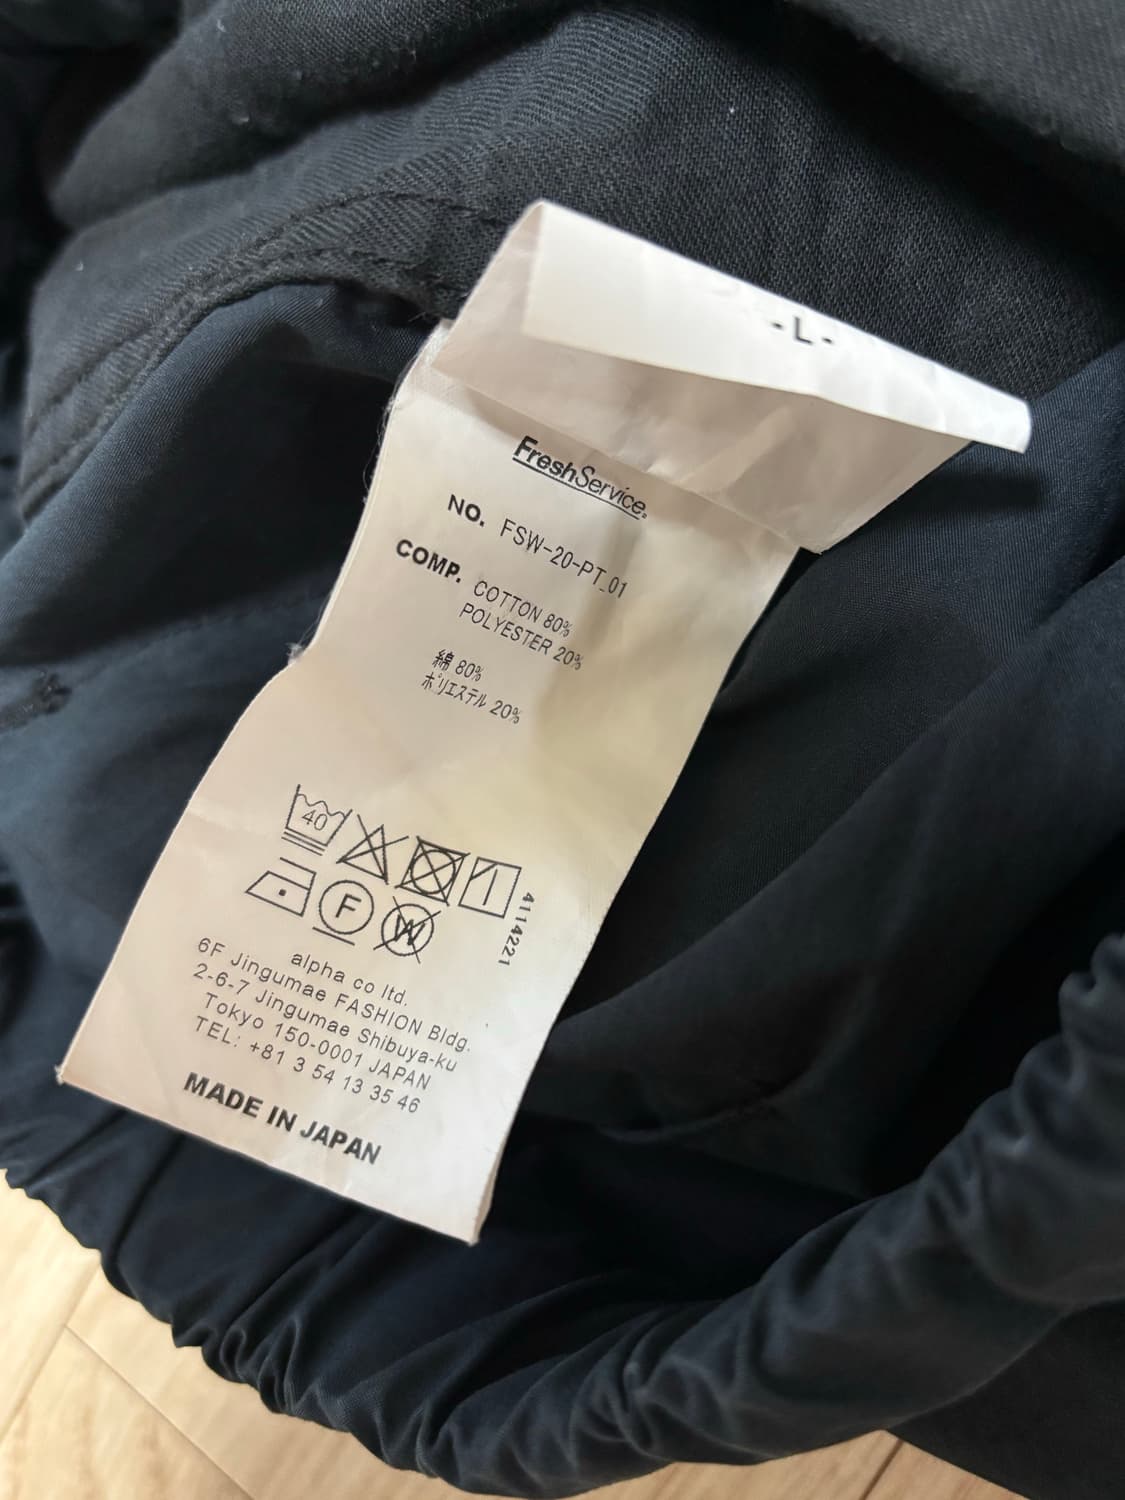 -L-
FreshService®
NO. FSW-20-PT_01
COMP. COTTON 80%
POLYESTER 20%
綿 80%
ポリエステル 20%
40
F
W
4114221
alpha co ltd.
6F Jingumae FASHION Bldg.
2-6-7 Jingumae Shibuya-ku
Tokyo 150-0001 JAPAN
TEL: +81 3 54 13 35 46
MADE IN JAPAN